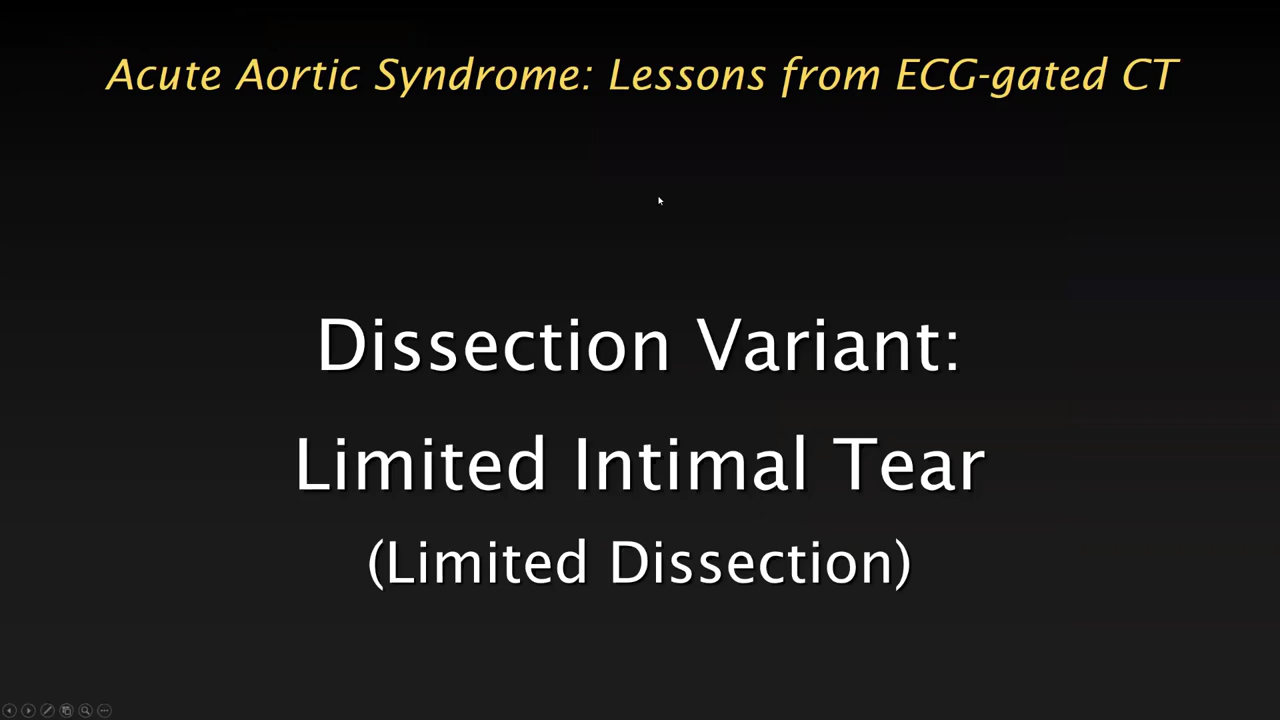 Acute Aortic Syndrome: Lessons from ECG-gated CT
Dissection Variant:
Limited Intimal Tear
(Limited Dissection)